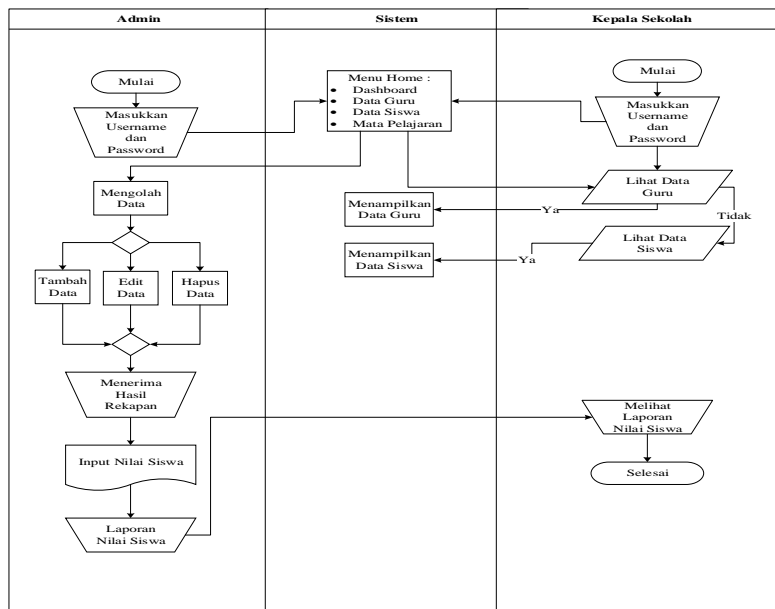 Admin
Sistem
Kepala Sekolah
Mulai
Masukkan
Username
dan
Password
Mengolah
Data
Tambah
Data
Edit
Data
Hapus
Data
Menerima
Hasil
Rekapan
Input Nilai Siswa
Laporan
Nilai Siswa
Menu Home :
• Dashboard
• Data Guru
• Data Siswa
• Mata Pelajaran
Menampilkan
Data Guru
Menampilkan
Data Siswa
Mulai
Masukkan
Username
dan
Password
Lihat Data
Guru
Ya
Tidak
Lihat Data
Siswa
Ya
Melihat
Laporan
Nilai Siswa
Selesai